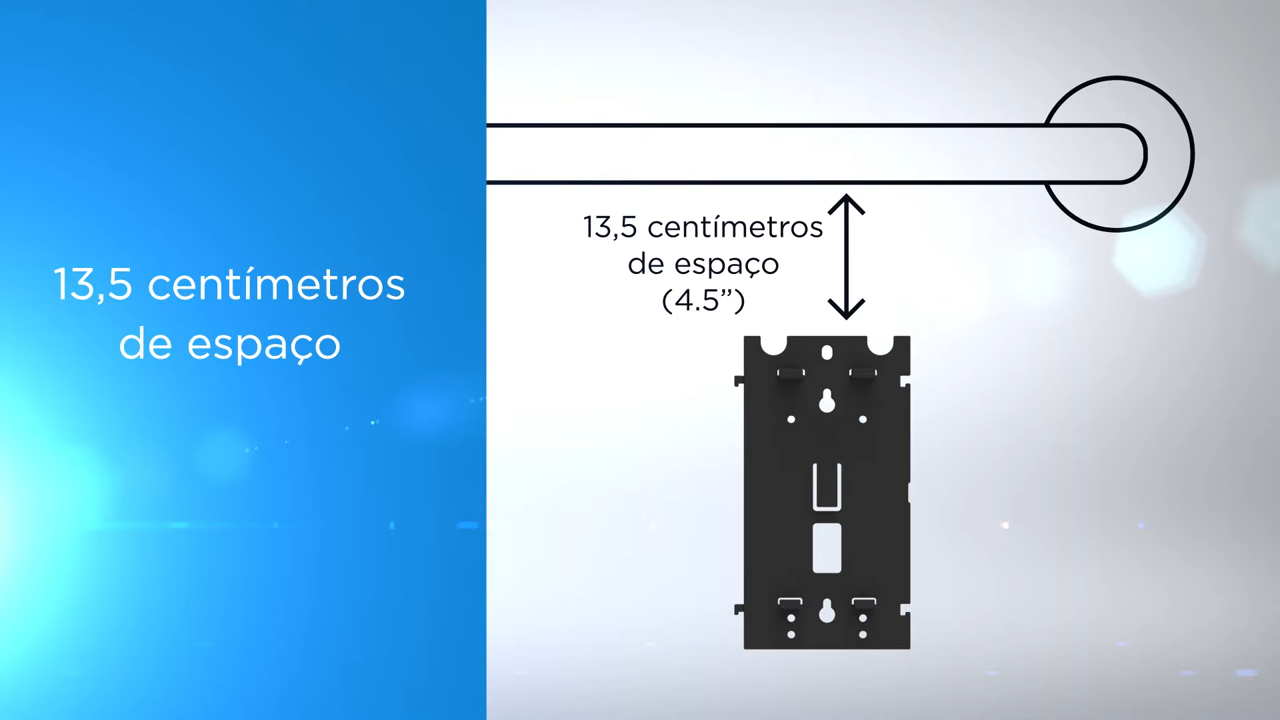 13,5 centímetros
de espaço
13,5 centímetros
de espaço
(4.5”)